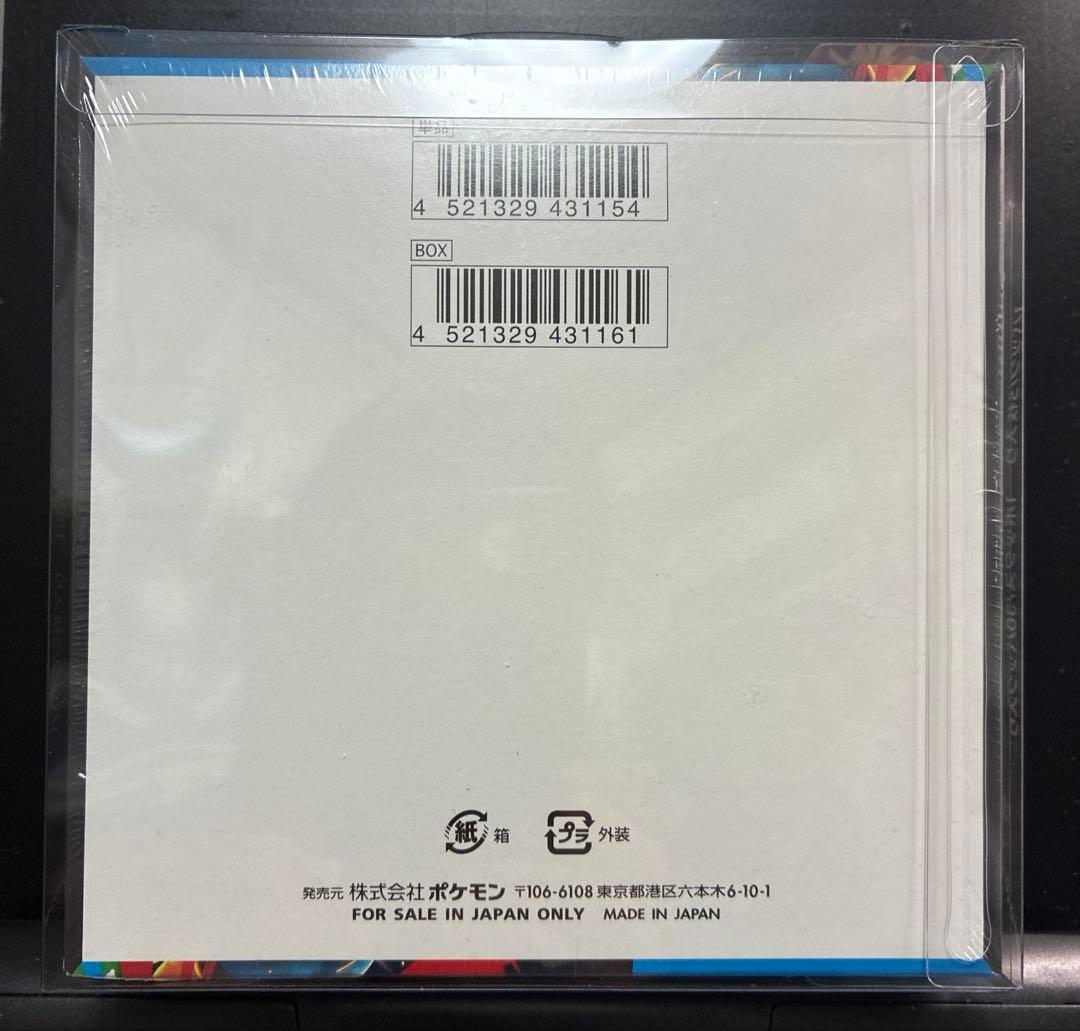 単品
4 521329 431154
BOX
4 521329 431161
紙 箱 プラ 外装
発売元 株式会社 ポケモン 〒106-6108 東京都港区六本木6-10-1
FOR SALE IN JAPAN ONLY MADE IN JAPAN